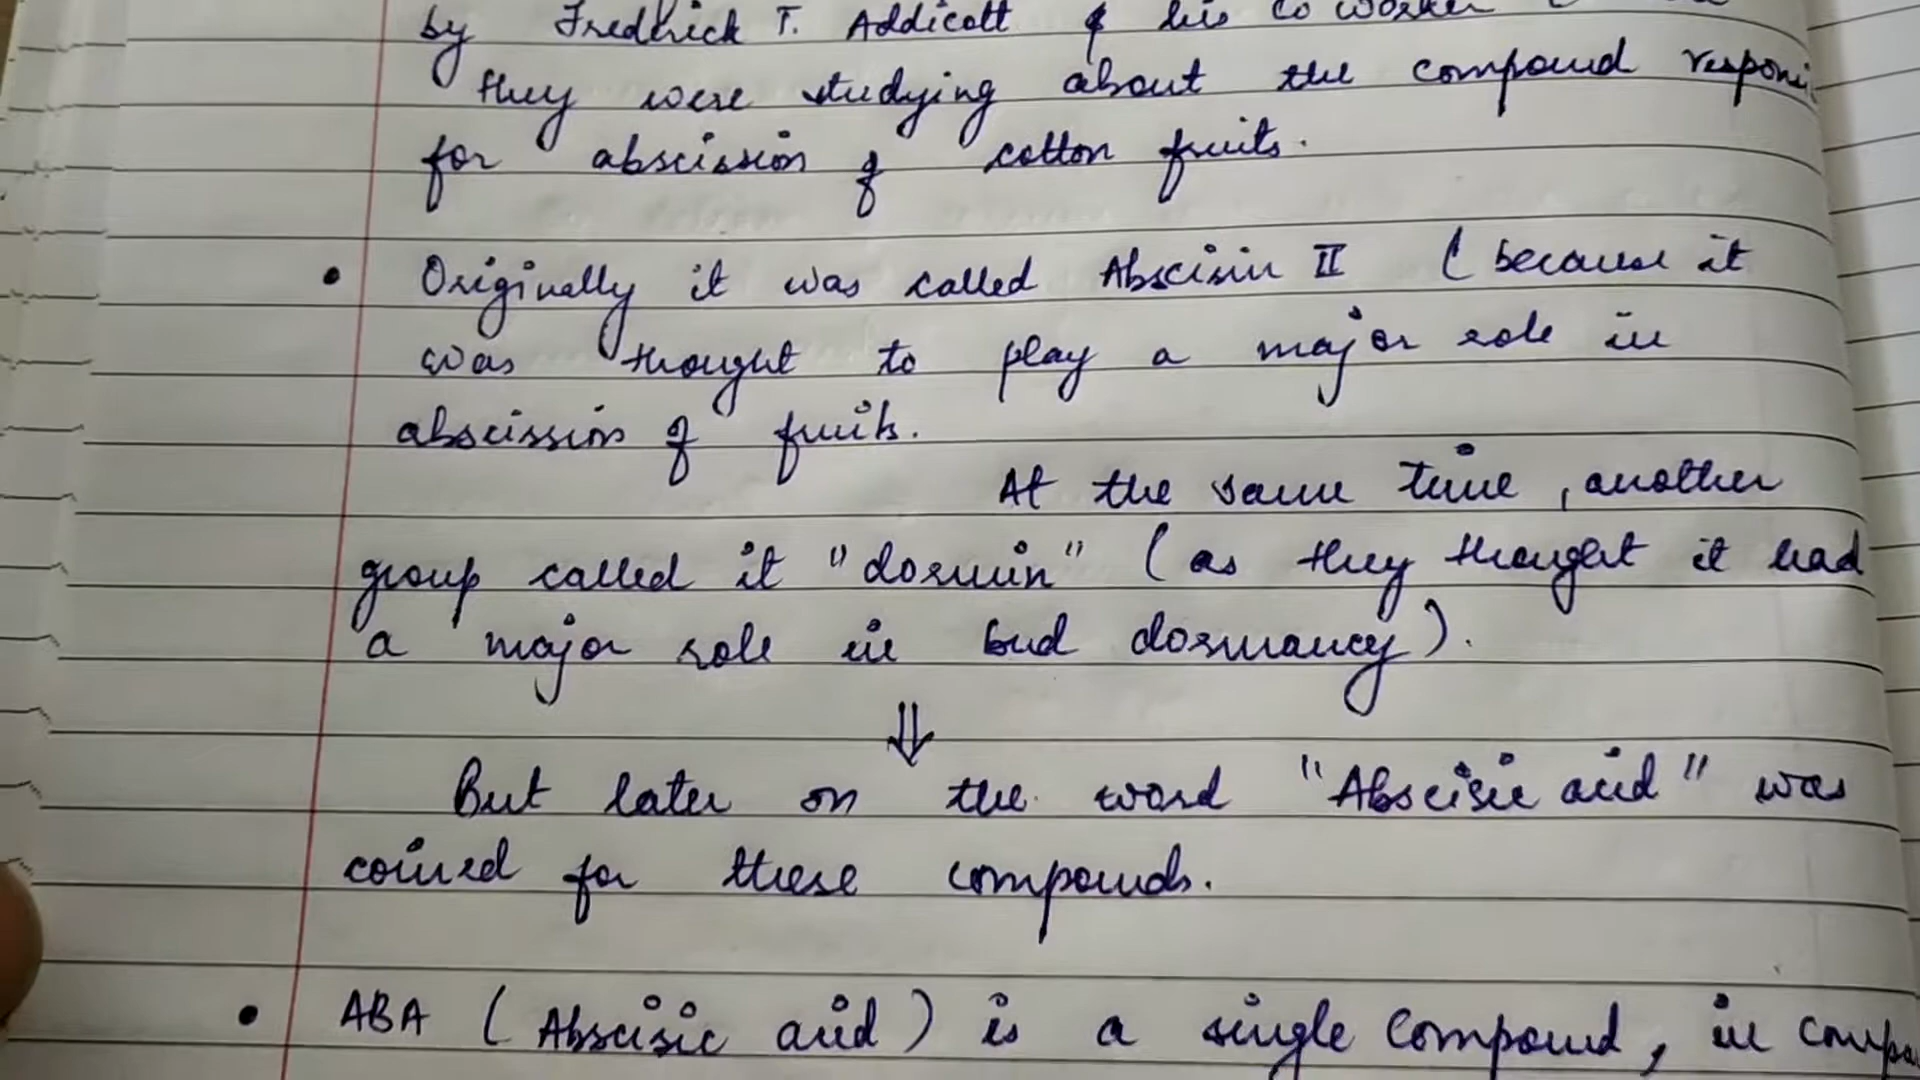 by Fredrick T. Addicott & his co worker
they were studying about the compound
for abscission of cotton fruits.
• Originally it was called Abscisin II ( because it
was thought to play a major role in
abscission of fruits.
At the same time, another
group called it "dormin" (as they thought it had
a major role in bud dormancy).
⇓
But later on the word "Abscisic acid" was
coined for these compounds.
• ABA ( Abscisic acid ) is a single compound, in